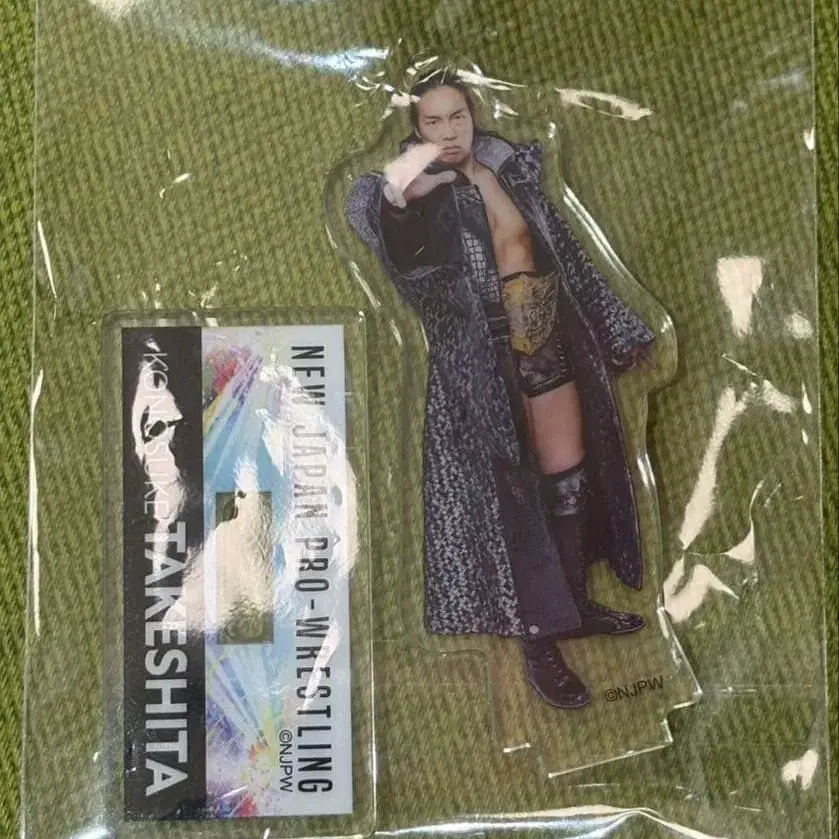 NEW JAPAN PRO-WRESTLING
©NJPW
KONOSUKE TAKESHITA
©NJPW